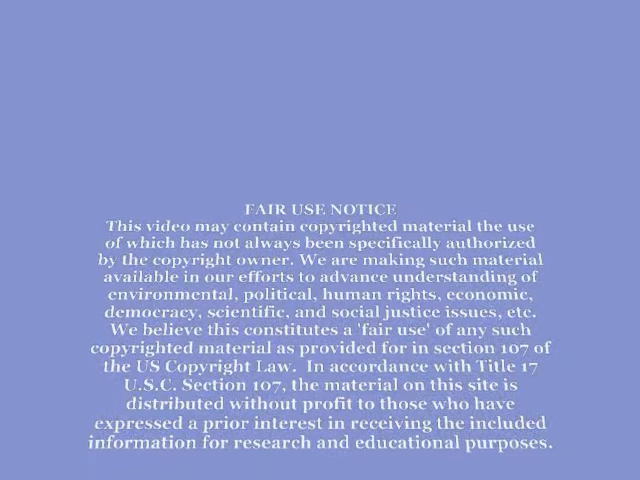 FAIR USE NOTICE
This video may contain copyrighted material the use
of which has not always been specifically authorized
by the copyright owner. We are making such material
available in our efforts to advance understanding of
environmental, political, human rights, economic,
democracy, scientific, and social justice issues, etc.
We believe this constitutes a 'fair use' of any such
copyrighted material as provided for in section 107 of
the US Copyright Law.  In accordance with Title 17
U.S.C. Section 107, the material on this site is
distributed without profit to those who have
expressed a prior interest in receiving the included
information for research and educational purposes.